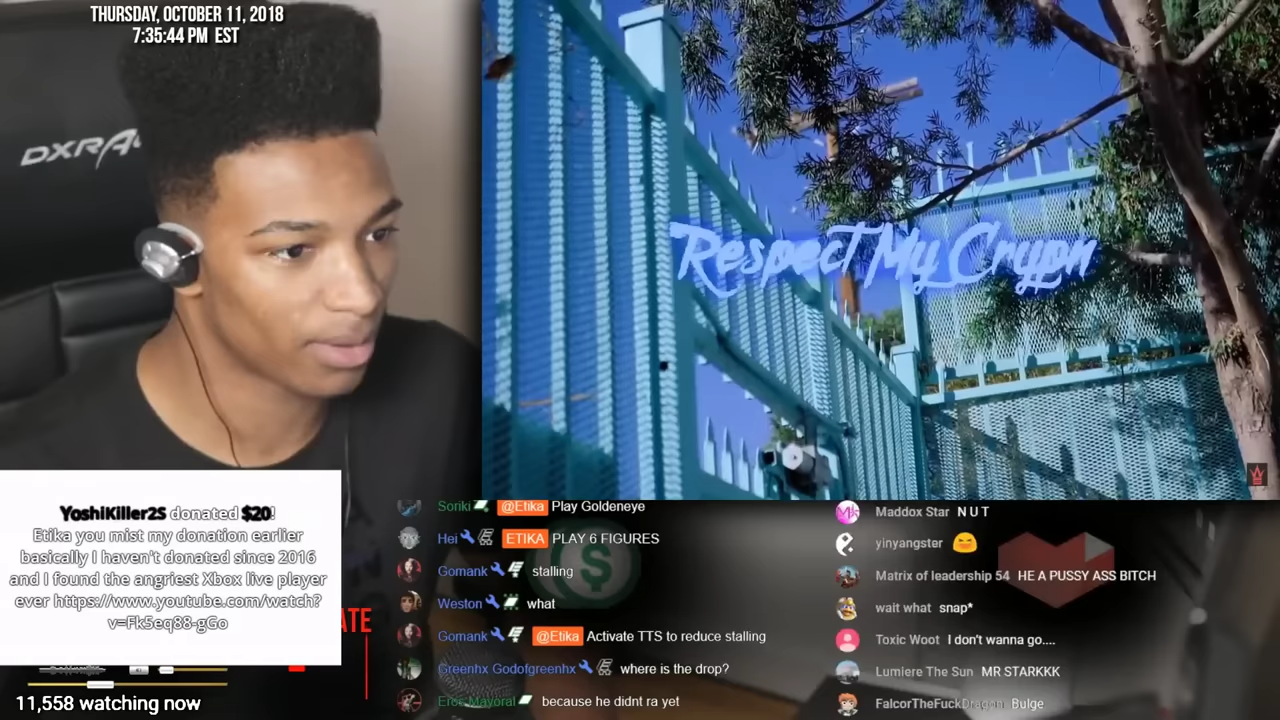 THURSDAY, OCTOBER 11, 2018
7:35:44 PM EST
DXRA
Respect My Crypn
YoshiKiller2S donated $20!
Etika you mist my donation earlier
basically I haven't donated since 2016
and I found the angriest Xbox live player
ever https://www.youtube.com/watch?
v=Fk5eq88-gGo
ATE
11,558 watching now
Soriki @Etika Play Goldeneye
Hei ETIKA PLAY 6 FIGURES
Gomank stalling
Weston what
Gomank @Etika Activate TTS to reduce stalling
Greenhx Godofgreenhx where is the drop?
Eros Mayoral because he didnt ra yet
Maddox Star N U T
yinyangster
Matrix of leadership 54 HE A PUSSY ASS BITCH
wait what snap*
Toxic Woot I don't wanna go....
Lumiere The Sun MR STARKKK
FalcorTheFuckDragon Bulge